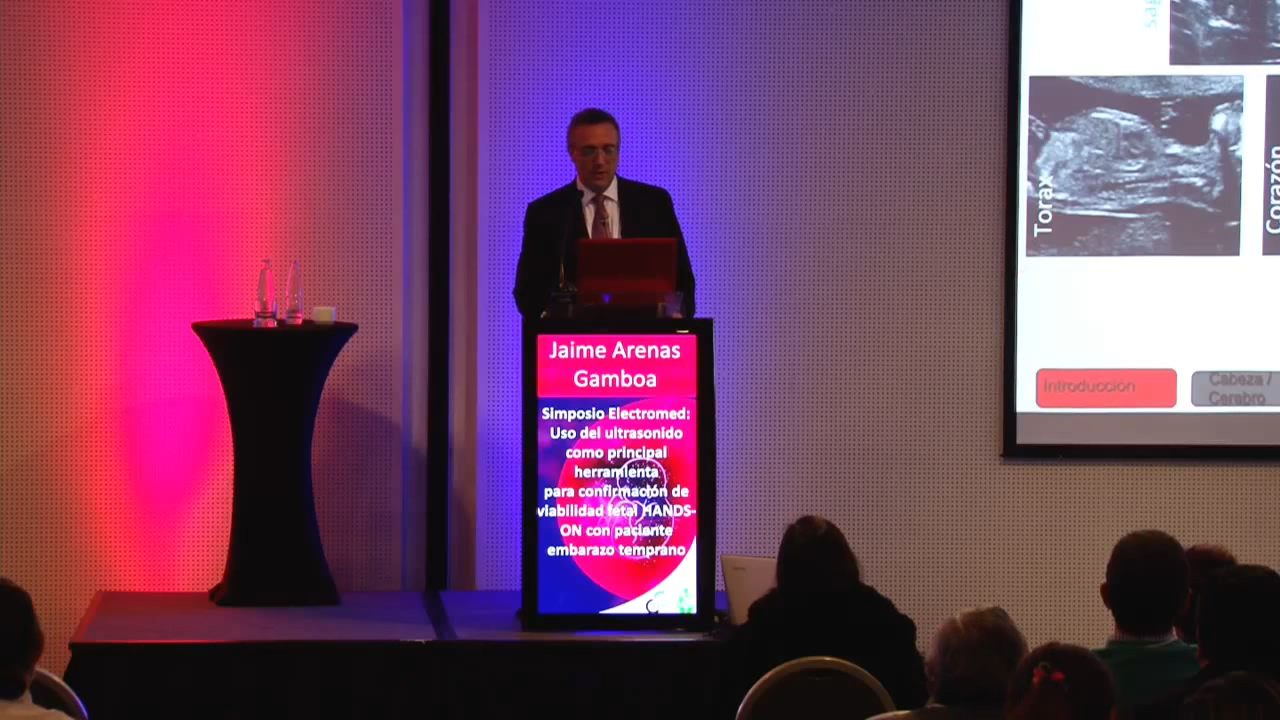 Jaime Arenas
Gamboa
Simposio Electromed:
Uso del ultrasonido
como principal
herramienta
para confirmación de
viabilidad fetal HANDS-
ON con paciente
embarazo temprano
Torax
Corazón
Introducción
Cabeza /
Cerebro